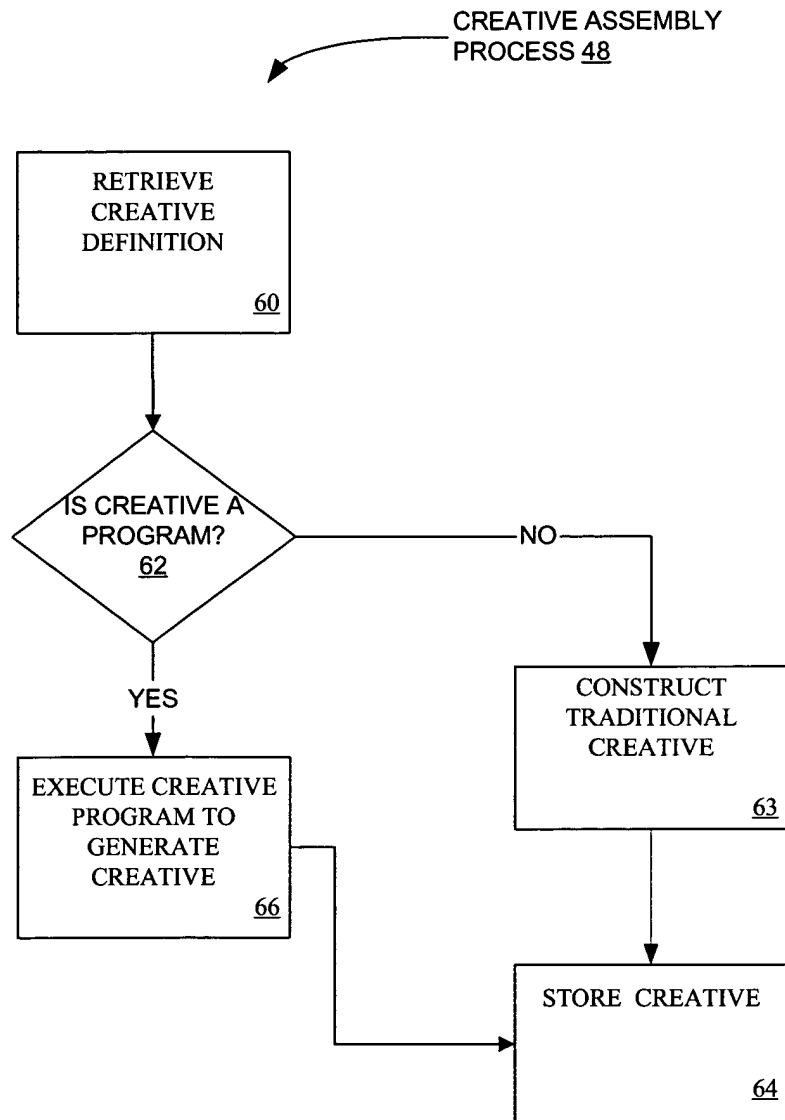 CREATIVE ASSEMBLY
PROCESS 48
RETRIEVE
CREATIVE
DEFINITION
60
IS CREATIVE A
PROGRAM?
62
NO
YES
CONSTRUCT
TRADITIONAL
CREATIVE
63
EXECUTE CREATIVE
PROGRAM TO
GENERATE
CREATIVE
66
STORE CREATIVE
64